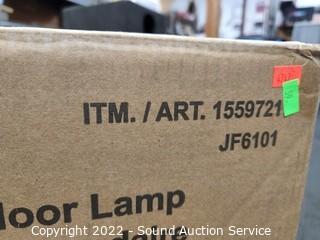 ITM. / ART. 1559721
JF6101
loor Lamp
Copyright 2022 - Sound Auction Service